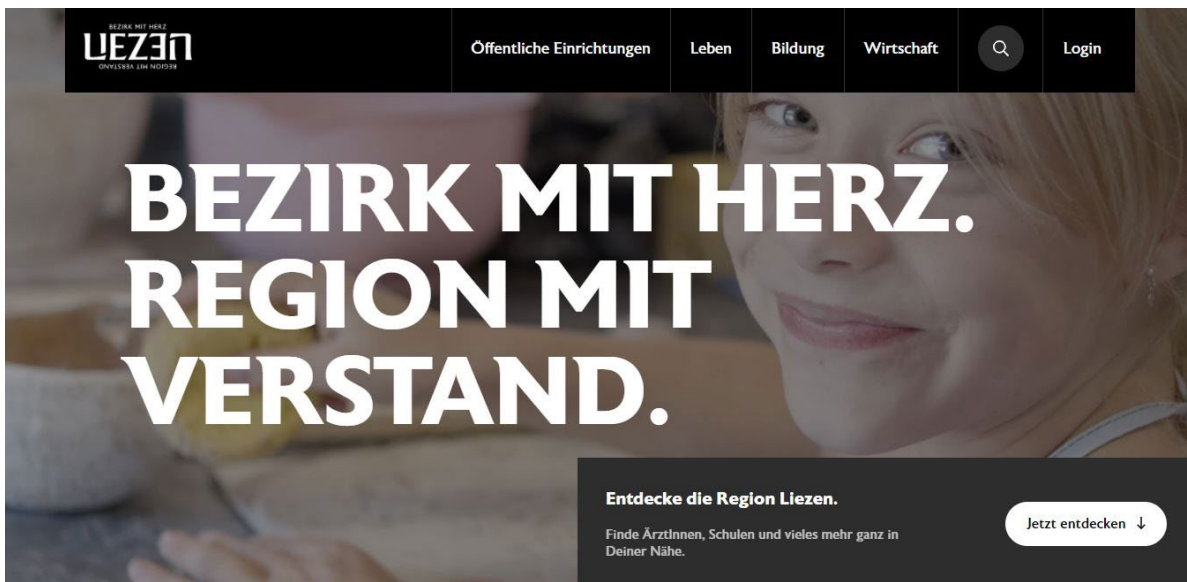 BEZIRK MIT HERZ
LIEZEN
REGION MIT VERSTAND
Öffentliche Einrichtungen
Leben
Bildung
Wirtschaft
Login
BEZIRK MIT HERZ.
REGION MIT
VERSTAND.
Entdecke die Region Liezen.
Finde ÄrztInnen, Schulen und vieles mehr ganz in
Deiner Nähe.
Jetzt entdecken ↓